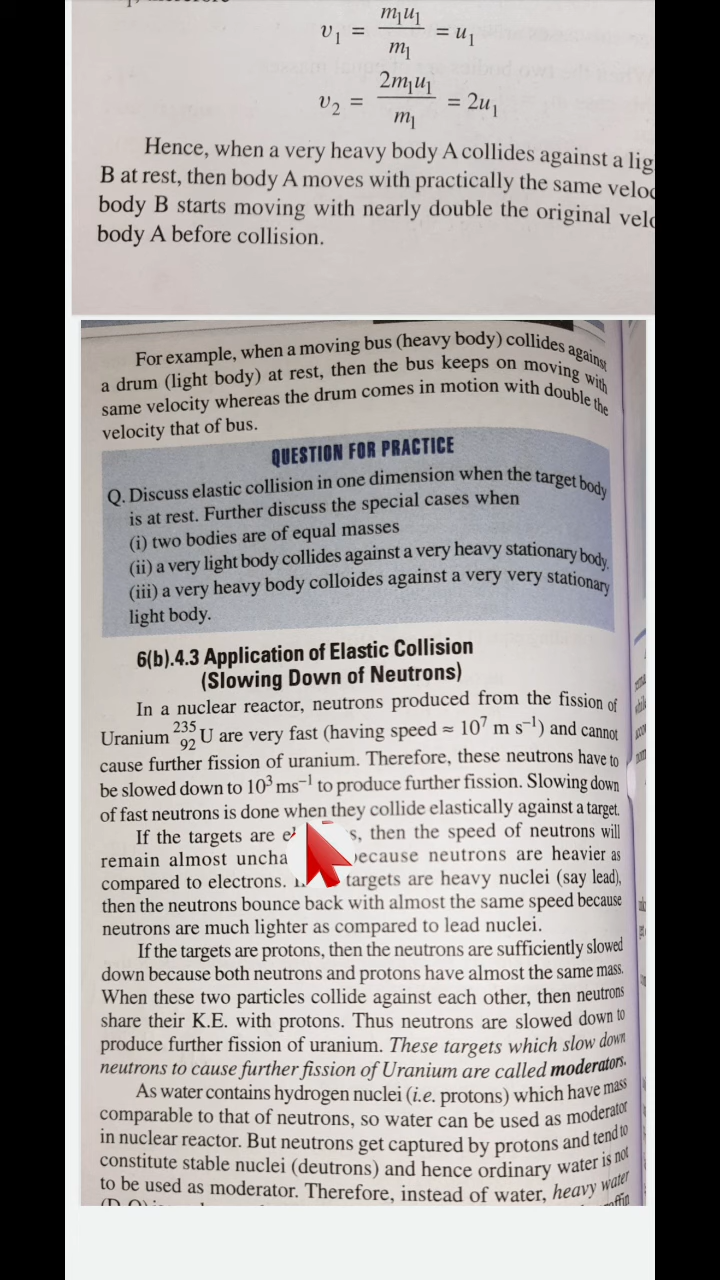 v₁ = m₁u₁ / m₁ = u₁
v₂ = 2m₁u₁ / m₁ = 2u₁
Hence, when a very heavy body A collides against a lig
B at rest, then body A moves with practically the same veloc
body B starts moving with nearly double the original velo
body A before collision.
For example, when a moving bus (heavy body) collides against
a drum (light body) at rest, then the bus keeps on moving with
same velocity whereas the drum comes in motion with double the
velocity that of bus.
QUESTION FOR PRACTICE
Q. Discuss elastic collision in one dimension when the target body
is at rest. Further discuss the special cases when
(i) two bodies are of equal masses
(ii) a very light body collides against a very heavy stationary body.
(iii) a very heavy body colloides against a very very stationary
light body.
6(b).4.3 Application of Elastic Collision
(Slowing Down of Neutrons)
In a nuclear reactor, neutrons produced from the fission of
Uranium ²³⁵₉₂U are very fast (having speed ≈ 10⁷ m s⁻¹) and cannot
cause further fission of uranium. Therefore, these neutrons have to
be slowed down to 10³ ms⁻¹ to produce further fission. Slowing down
of fast neutrons is done when they collide elastically against a target.
If the targets are el s, then the speed of neutrons will
remain almost uncha because neutrons are heavier as
compared to electrons. targets are heavy nuclei (say lead),
then the neutrons bounce back with almost the same speed because
neutrons are much lighter as compared to lead nuclei.
If the targets are protons, then the neutrons are sufficiently slowed
down because both neutrons and protons have almost the same mass.
When these two particles collide against each other, then neutrons
share their K.E. with protons. Thus neutrons are slowed down to
produce further fission of uranium. These targets which slow down
neutrons to cause further fission of Uranium are called moderators.
As water contains hydrogen nuclei (i.e. protons) which have mass
comparable to that of neutrons, so water can be used as moderator
in nuclear reactor. But neutrons get captured by protons and tend to
constitute stable nuclei (deutrons) and hence ordinary water is not
to be used as moderator. Therefore, instead of water, heavy water